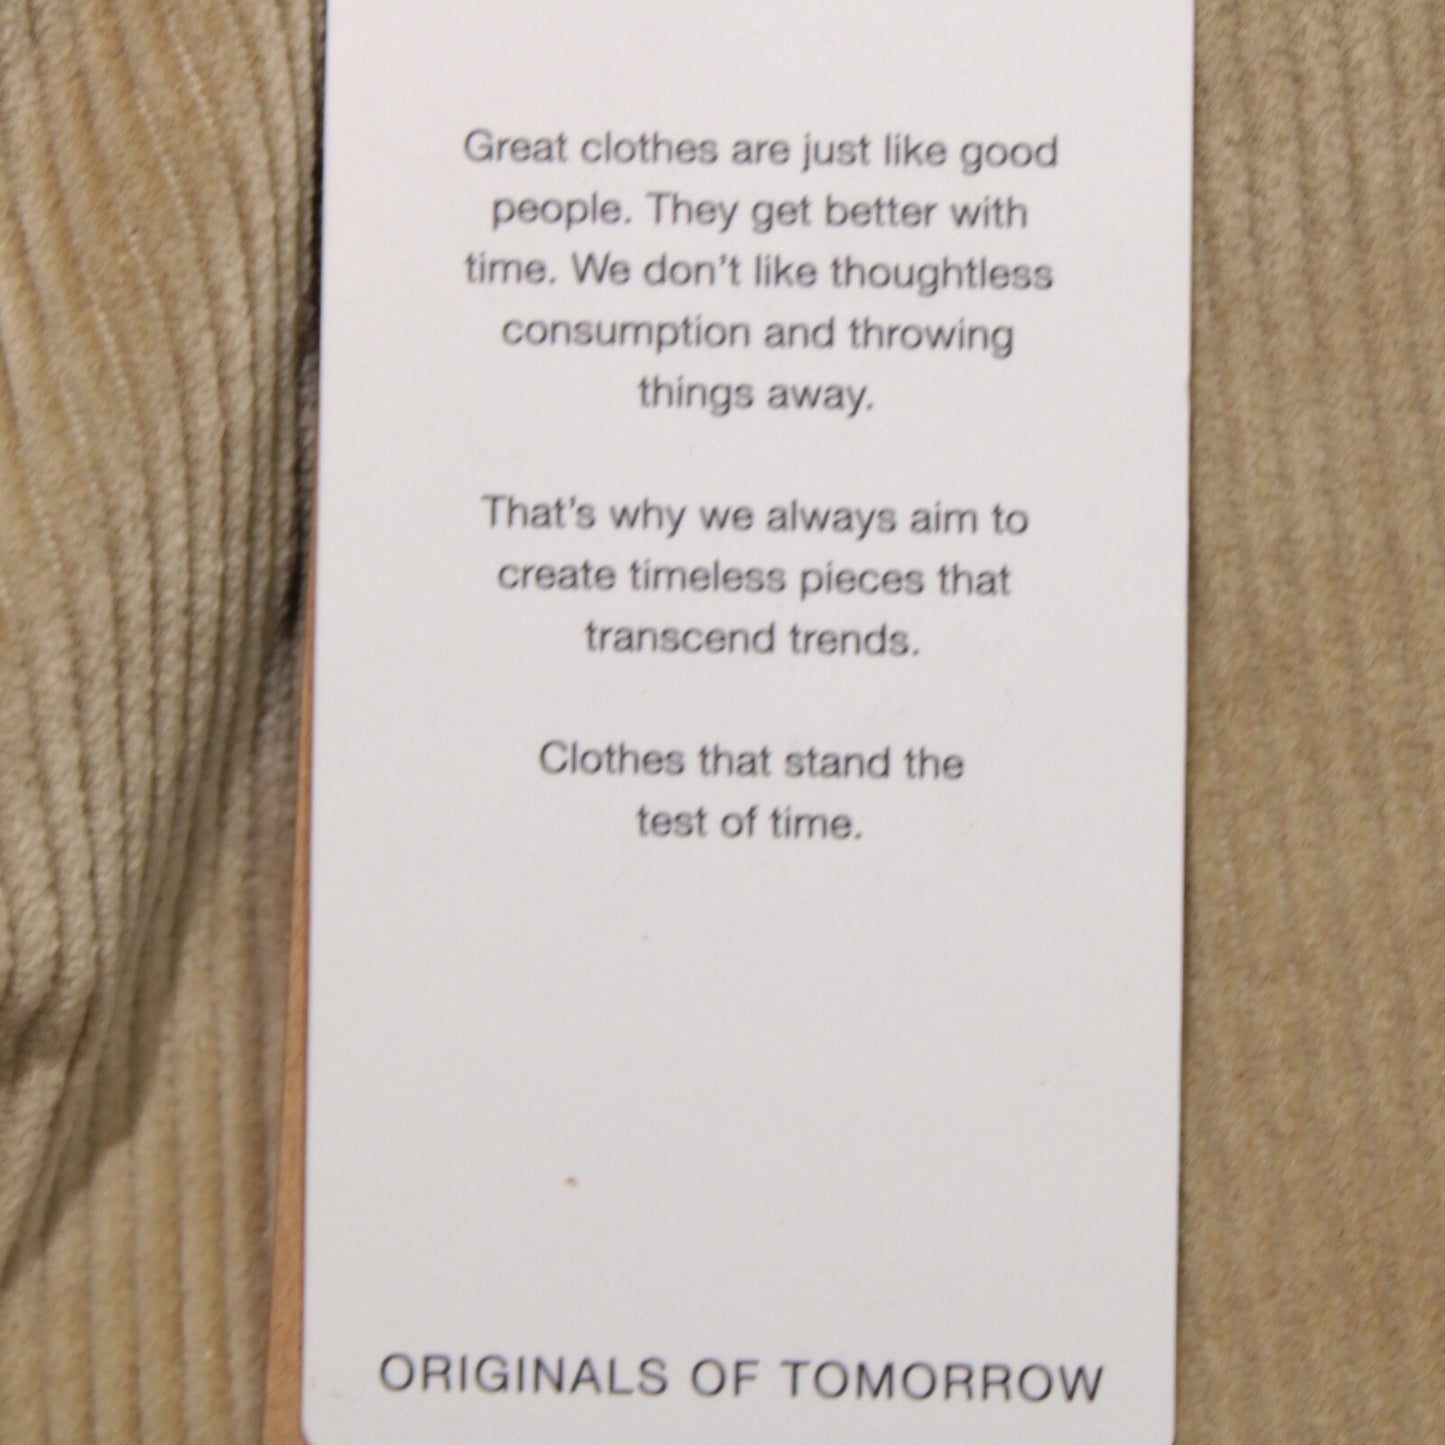 Great clothes are just like good
people. They get better with
time. We don't like thoughtless
consumption and throwing
things away.
That's why we always aim to
create timeless pieces that
transcend trends.
Clothes that stand the
test of time.
ORIGINALS OF TOMORROW